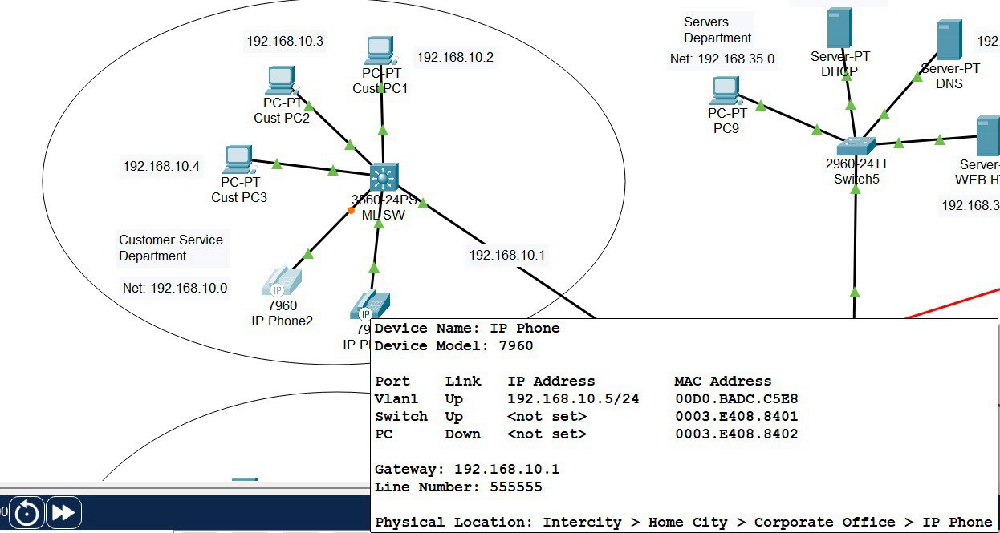 192.168.10.3
PC-PT
Cust PC2
192.168.10.2
PC-PT
Cust PC1
192.168.10.4
PC-PT
Cust PC3
3560-24PS
ML SW
192.168.10.1
Customer Service
Department
Net: 192.168.10.0
IP
7960
IP Phone2
IP
79
IP P
Servers
Department
Net: 192.168.35.0
PC-PT
PC9
Server-PT
DHCP
Server-PT
DNS
192.
2960-24TT
Switch5
Server-
WEB H
192.168.3
Device Name: IP Phone
Device Model: 7960
Port Link IP Address MAC Address
Vlan1 Up 192.168.10.5/24 00D0.BADC.C5E8
Switch Up <not set> 0003.E408.8401
PC Down <not set> 0003.E408.8402
Gateway: 192.168.10.1
Line Number: 555555
Physical Location: Intercity > Home City > Corporate Office > IP Phone